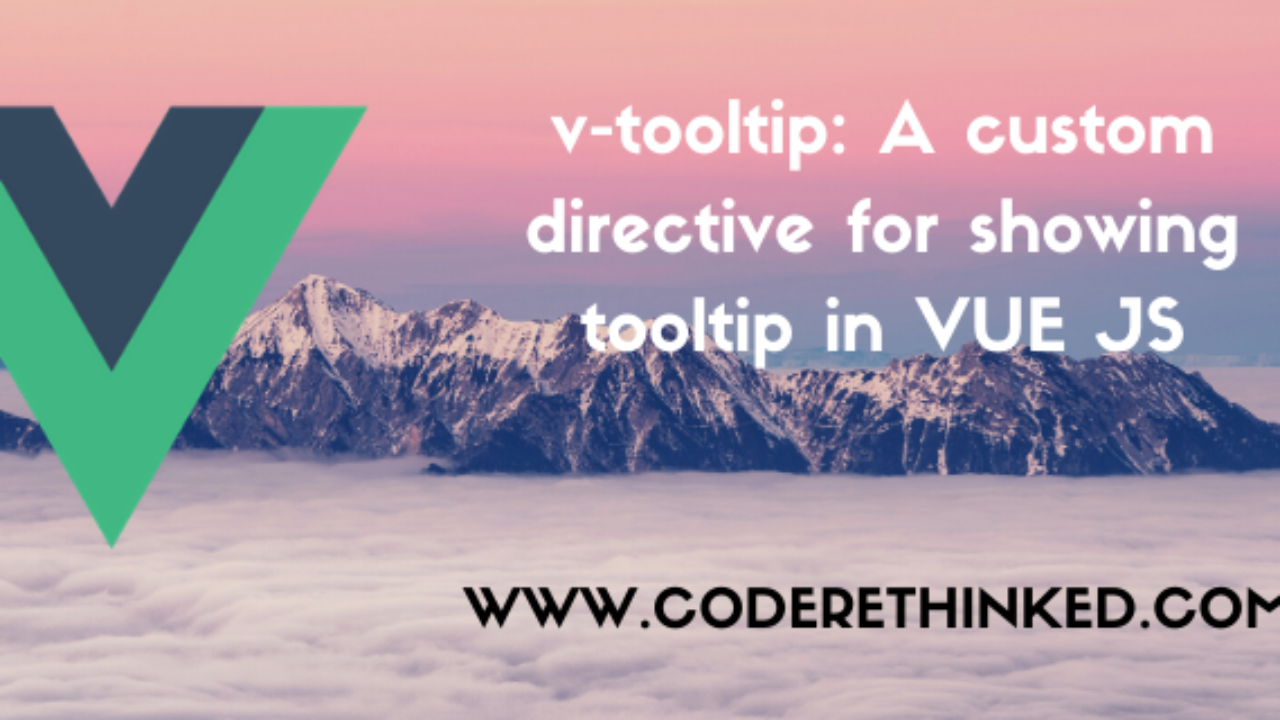 v-tooltip: A custom
directive for showing
tooltip in VUE JS
WWW.CODERETHINKED.COM